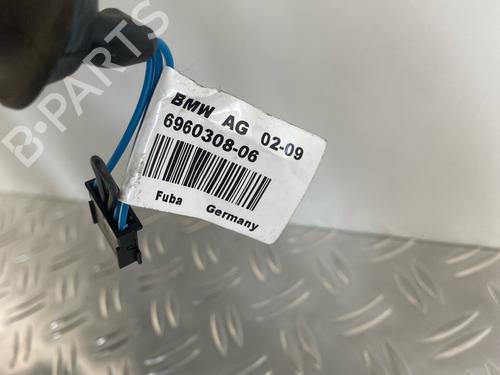 B-PARTS
BMW AG 02-09
6960308-06
Fuba Germany